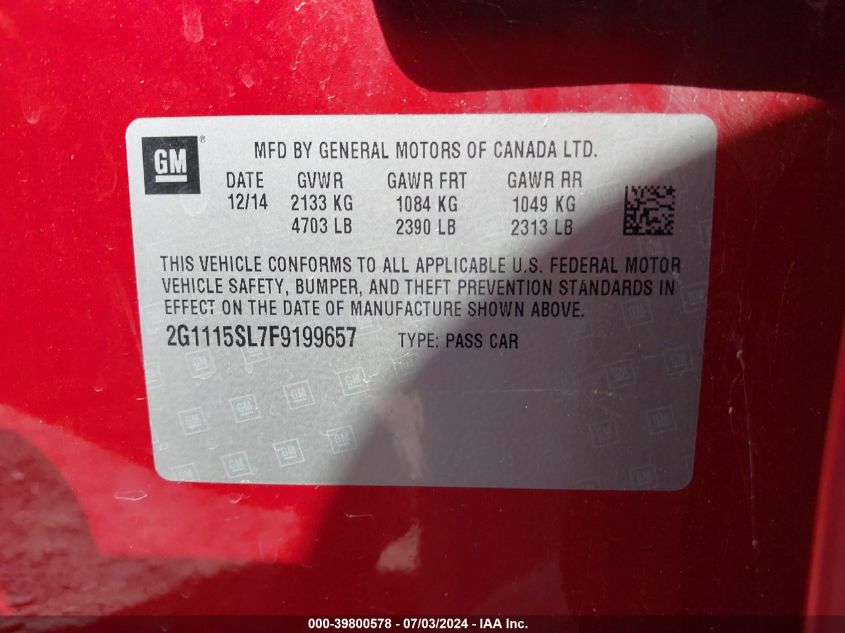 GM
MFD BY GENERAL MOTORS OF CANADA LTD.
DATE GVWR GAWR FRT GAWR RR
12/14 2133 KG 1084 KG 1049 KG
4703 LB 2390 LB 2313 LB
THIS VEHICLE CONFORMS TO ALL APPLICABLE U.S. FEDERAL MOTOR
VEHICLE SAFETY, BUMPER, AND THEFT PREVENTION STANDARDS IN
EFFECT ON THE DATE OF MANUFACTURE SHOWN ABOVE.
2G1115SL7F9199657 TYPE: PASS CAR
000-39800578 - 07/03/2024 - IAA Inc.